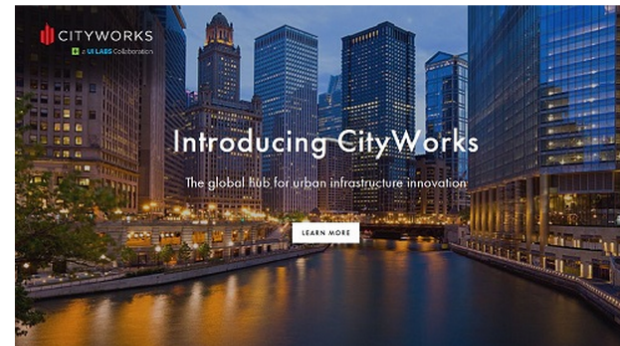 CITYWORKS
a UI LABS Collaboration
Introducing CityWorks
The global hub for urban infrastructure innovation
LEARN MORE